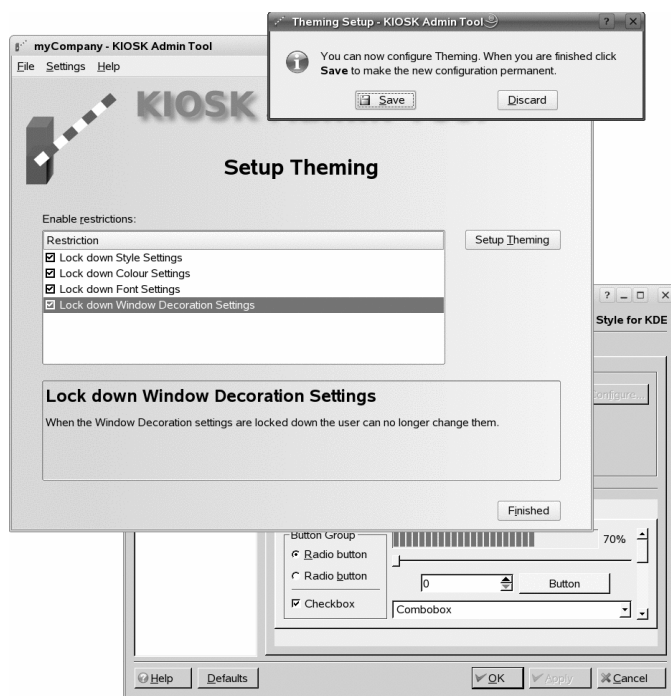 Theming Setup - KIOSK Admin Tool
You can now configure Theming. When you are finished click
Save to make the new configuration permanent.
Save
Discard
myCompany - KIOSK Admin Tool
File Settings Help
KIOSK
Setup Theming
Enable restrictions:
Restriction
Lock down Style Settings
Lock down Colour Settings
Lock down Font Settings
Lock down Window Decoration Settings
Setup Theming
Lock down Window Decoration Settings
When the Window Decoration settings are locked down the user can no longer change them.
Finished
Style for KDE
Configure...
Button Group
Radio button
Radio button
Checkbox
70%
0
Button
Combobox
Help
Defaults
OK
Apply
Cancel